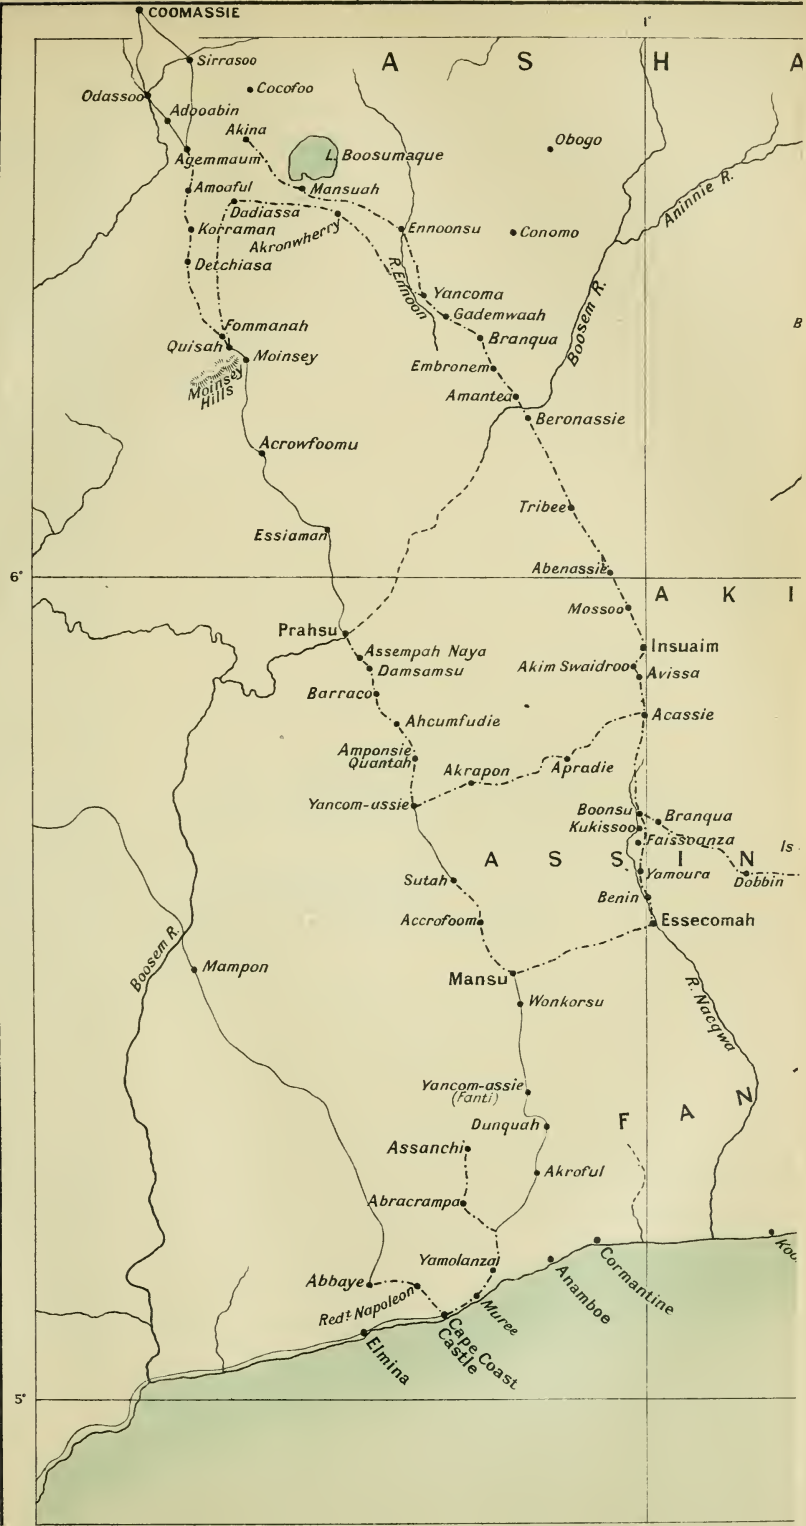 COOMASSIE
1°
Sirrasoo
A S H A
Cocofoo
Odassoo
Adooabin
Akina
Obogo
Agemmaum
L. Boosumaque
Amoaful
Mansuah
Aninnie R.
Dadiassa
Korraman
Akronwherry
Ennoonsu
Conomo
Detchiasa
R. Ennoon
Yancoma
Boosem R.
Gademwaah
B
Fommanah
Branqua
Quisah
Moinsey
Moinsey
Hills
Embronem
Amantea
Beronassie
Acrowfoomu
Tribee
Essiaman
Abenassie
6°
A K I
Mossoo
Prahsu
Insuaim
Assempah Naya
Akim Swaidroo
Damsamsu
Avissa
Barraco
Acassie
Ahcumfudie
Amponsie
Quantah
Akrapon
Apradie
Yancom-ussie
Boonsu
Branqua
Kukissoo
Faissoanza
Is
A S S I N
Sutah
Yamoura
Dobbin
Benin
Accrofoom
Essecomah
Boosem R.
Mampon
Mansu
R. Nacqwa
Wonkorsu
Yancom-assie
(Fanti)
F A N
Dunquah
Assanchi
Akroful
Abracrampa
Yamolanza
Kou
Abbaye
Cormantine
Anamboe
Redt. Napoleon
Muree
Cape Coast
Castle
Elmina
5°